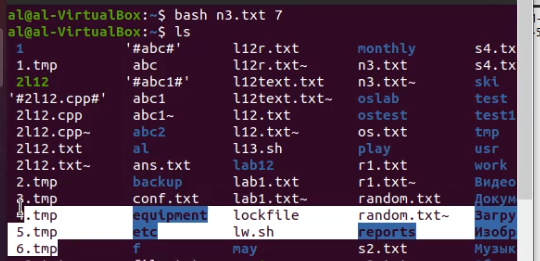 al@al-VirtualBox:~$ bash n3.txt 7
al@al-VirtualBox:~$ ls
1 '#abc#' l12r.txt monthly s4.tx
1.tmp abc l12r.txt~ n3.txt s4.tx
2l12 '#abc1#' l12text.txt n3.txt~ ski
'#2l12.cpp#' abc1 l12text.txt~ oslab test
2l12.cpp abc1~ l12.txt ostest test1
2l12.cpp~ abc2 l12.txt~ os.txt tmp
2l12.txt al l13.sh play usr
2l12.txt~ ans.txt lab12 r1.txt work
2.tmp backup lab1.txt r1.txt~ Видео
3.tmp conf.txt lab1.txt~ random.txt Докум
4.tmp equipment lockfile random.txt~ Загру
5.tmp etc lw.sh reports Изобр
6.tmp f may s2.txt Музык